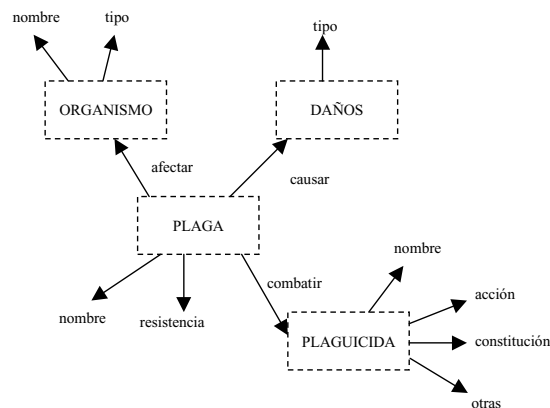 nombre
tipo
tipo
ORGANISMO
DAÑOS
afectar
causar
PLAGA
nombre
combatir
acción
nombre
resistencia
constitución
PLAGUICIDA
otras